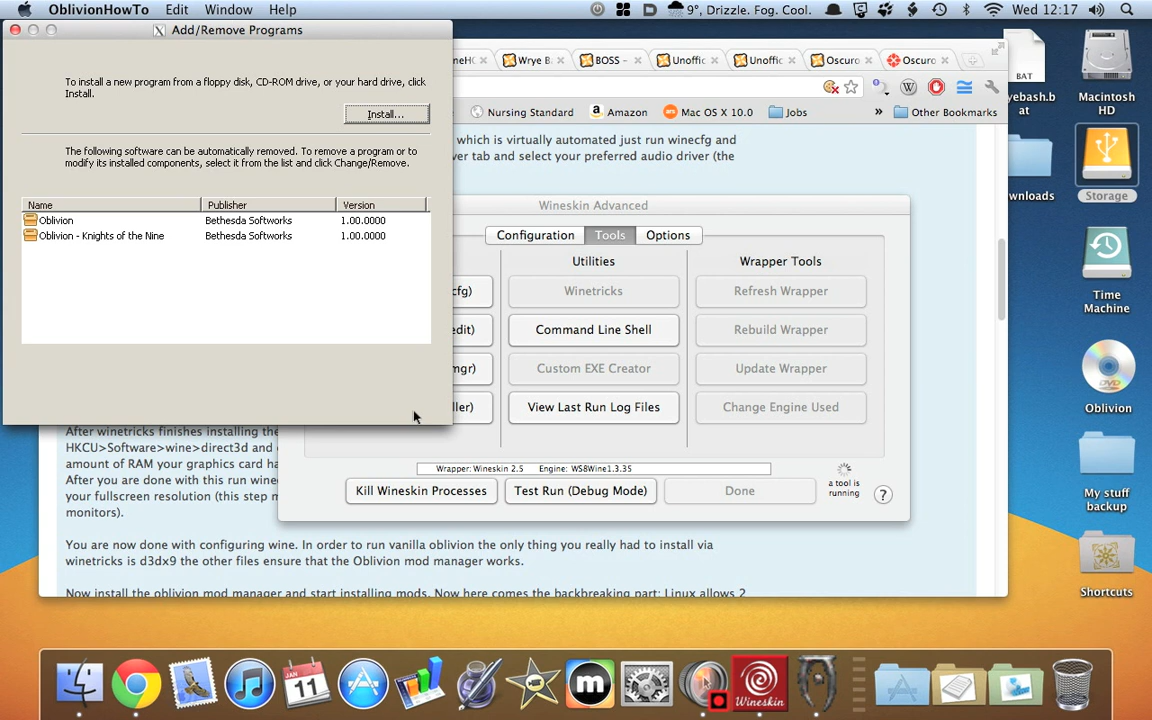 OblivionHowTo Edit Window Help
9°, Drizzle. Fog. Cool.
Wed 12:17
Add/Remove Programs
To install a new program from a floppy disk, CD-ROM drive, or your hard drive, click
Install.
Install...
The following software can be automatically removed. To remove a program or to
modify its installed components, select it from the list and click Change/Remove.
Name Publisher Version
Oblivion Bethesda Softworks 1.00.0000
Oblivion - Knights of the Nine Bethesda Softworks 1.00.0000
Wrye B. BOSS - Unoffic Unoffic Oscuro Oscuro
Nursing Standard Amazon Mac OS X 10.0 Jobs » Other Bookmarks
which is virtually automated just run winecfg and
ver tab and select your preferred audio driver (the
Wineskin Advanced
Configuration Tools Options
Utilities
Wrapper Tools
cfg) Winetricks Refresh Wrapper
edit) Command Line Shell Rebuild Wrapper
mgr) Custom EXE Creator Update Wrapper
ller) View Last Run Log Files Change Engine Used
Wrapper: Wineskin 2.5 Engine: WS8Wine1.3.35
Kill Wineskin Processes Test Run (Debug Mode) Done
a tool is
running
?
After winetricks finishes installing the
HKCU>Software>wine>direct3d and
amount of RAM your graphics card ha
After you are done with this run wine
your fullscreen resolution (this step m
monitors).
You are now done with configuring wine. In order to run vanilla oblivion the only thing you really had to install via
winetricks is d3dx9 the other files ensure that the Oblivion mod manager works.
Now install the oblivion mod manager and start installing mods. Now here comes the backbreaking part: Linux allows 2
BAT
yebash.b
at
wnloads
Macintosh
HD
Storage
Time
Machine
DVD
Oblivion
My stuff
backup
Shortcuts
JAN
11
m
Wineskin